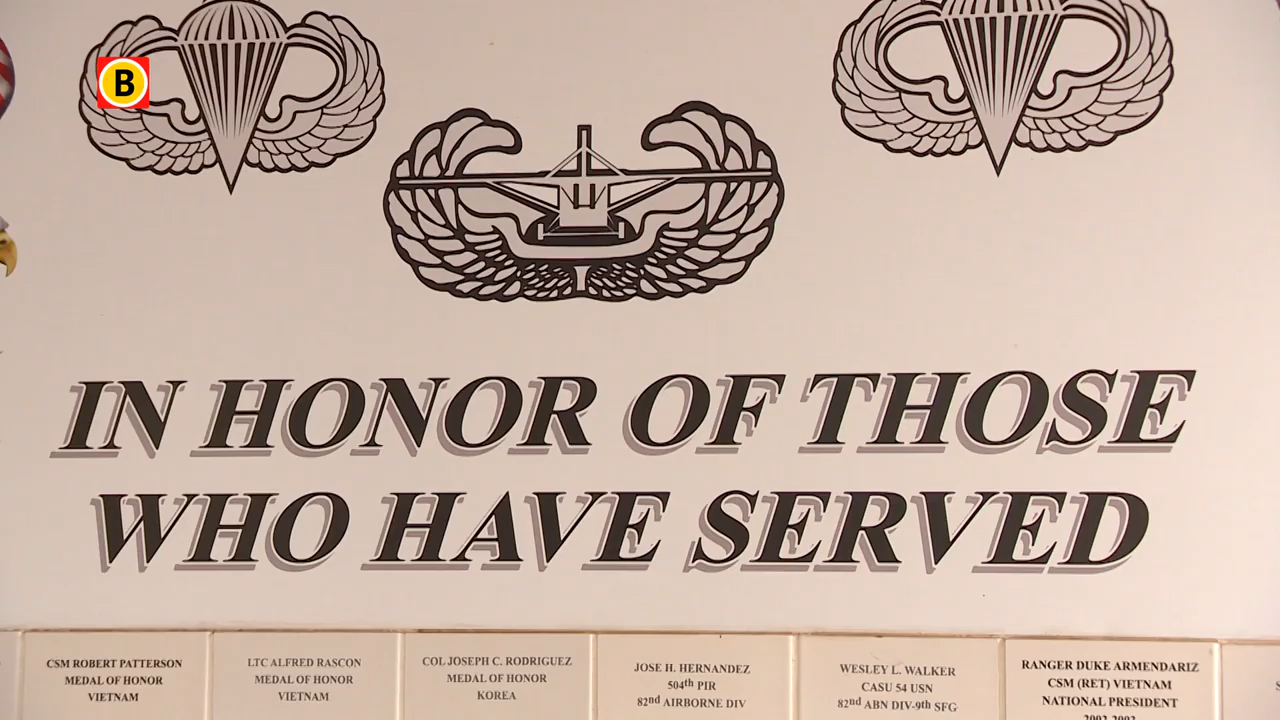 B
IN HONOR OF THOSE
WHO HAVE SERVED
CSM ROBERT PATTERSON
MEDAL OF HONOR
VIETNAM
LTC ALFRED RASCON
MEDAL OF HONOR
VIETNAM
COL JOSEPH C. RODRIGUEZ
MEDAL OF HONOR
KOREA
JOSE H. HERNANDEZ
504th PIR
82nd AIRBORNE DIV
WESLEY L. WALKER
CASU 54 USN
82nd ABN DIV-9th SFG
RANGER DUKE ARMENDARIZ
CSM (RET) VIETNAM
NATIONAL PRESIDENT